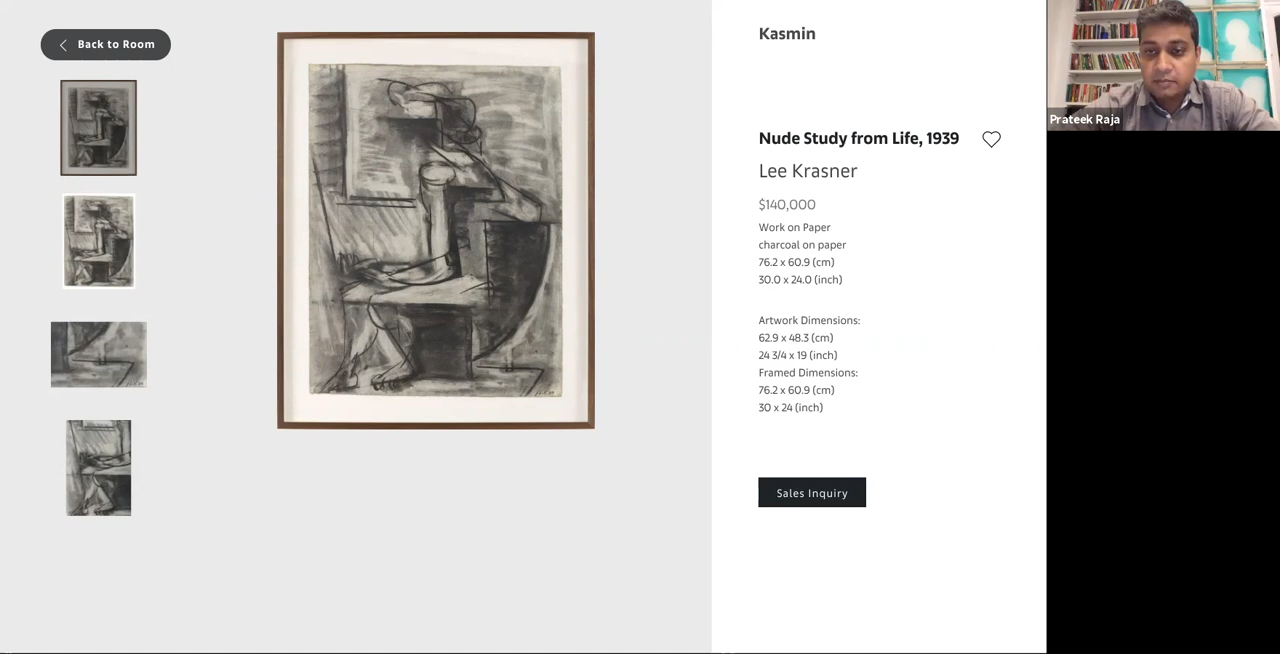 Back to Room
Kasmin
Nude Study from Life, 1939
Lee Krasner
$140,000
Work on Paper
charcoal on paper
76.2 x 60.9 (cm)
30.0 x 24.0 (inch)
Artwork Dimensions:
62.9 x 48.3 (cm)
24 3/4 x 19 (inch)
Framed Dimensions:
76.2 x 60.9 (cm)
30 x 24 (inch)
Sales Inquiry
Prateek Raja